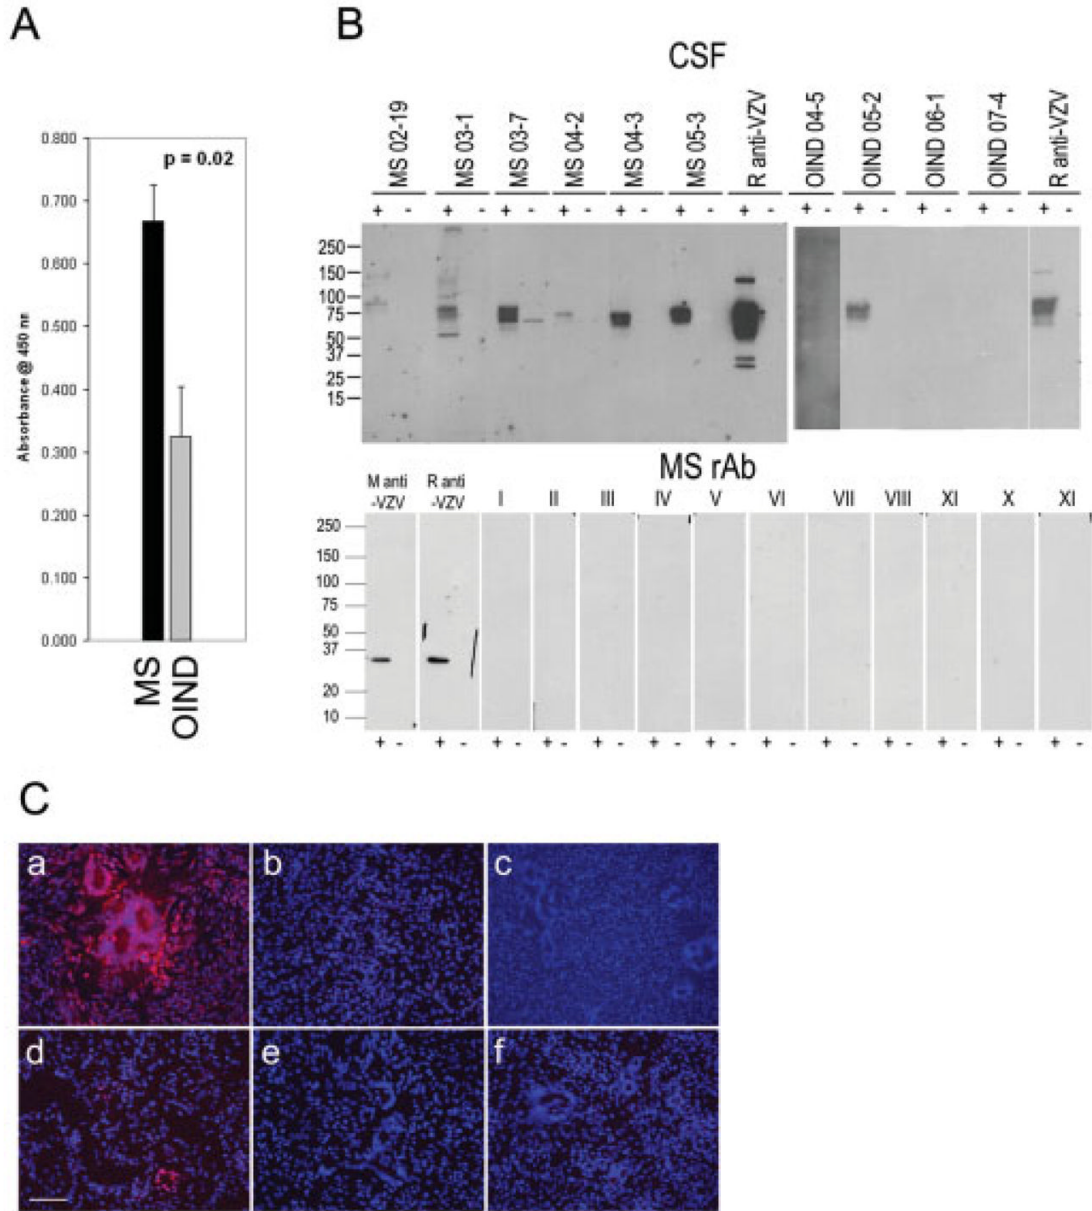 A
B
CSF
MS 02-19
MS 03-1
MS 03-7
MS 04-2
MS 04-3
MS 05-3
R anti-VZV
OIND 04-5
OIND 05-2
OIND 06-1
OIND 07-4
R anti-VZV
+ - + - + - + - + - + - + - + - + - + - + - + -
250
150
100
75
50
37
25
15
0.800
0.700
0.600
0.500
0.400
0.300
0.200
0.100
0.000
Absorbance @ 450 nm
p = 0.02
MS
OIND
MS rAb
M anti
-VZV
R anti
-VZV
I II III IV V VI VII VIII XI X XI
250
150
100
75
50
37
20
10
+ - + - + - + - + - + - + - + - + - + - + - + - + -
C
a
b
c
d
e
f